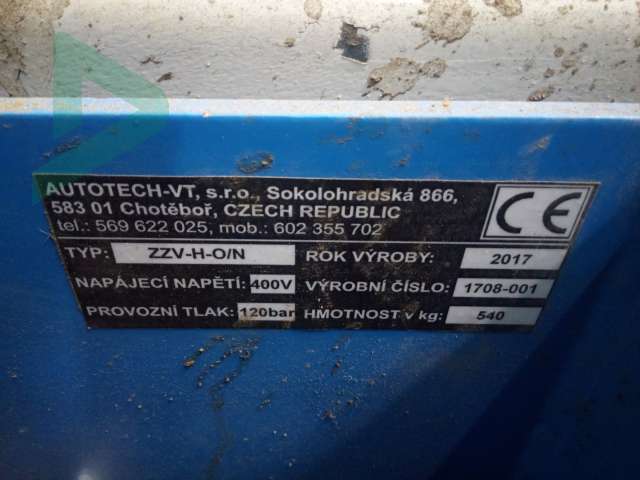 AUTOTECH-VT, s.r.o., Sokolohradská 866,
583 01 Chotěboř, CZECH REPUBLIC
tel.: 569 622 025, mob.: 602 355 702
CE
TYP: ZZV-H-O/N ROK VÝROBY: 2017
NAPÁJECÍ NAPĚTÍ: 400V VÝROBNÍ ČÍSLO: 1708-001
PROVOZNÍ TLAK: 120bar HMOTNOST v kg: 540